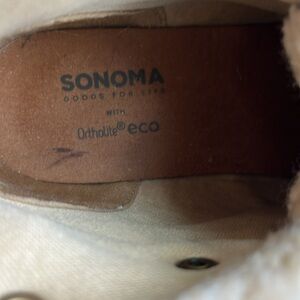 SONOMA
GOODS FOR LIFE
WITH
Ortholite® eco